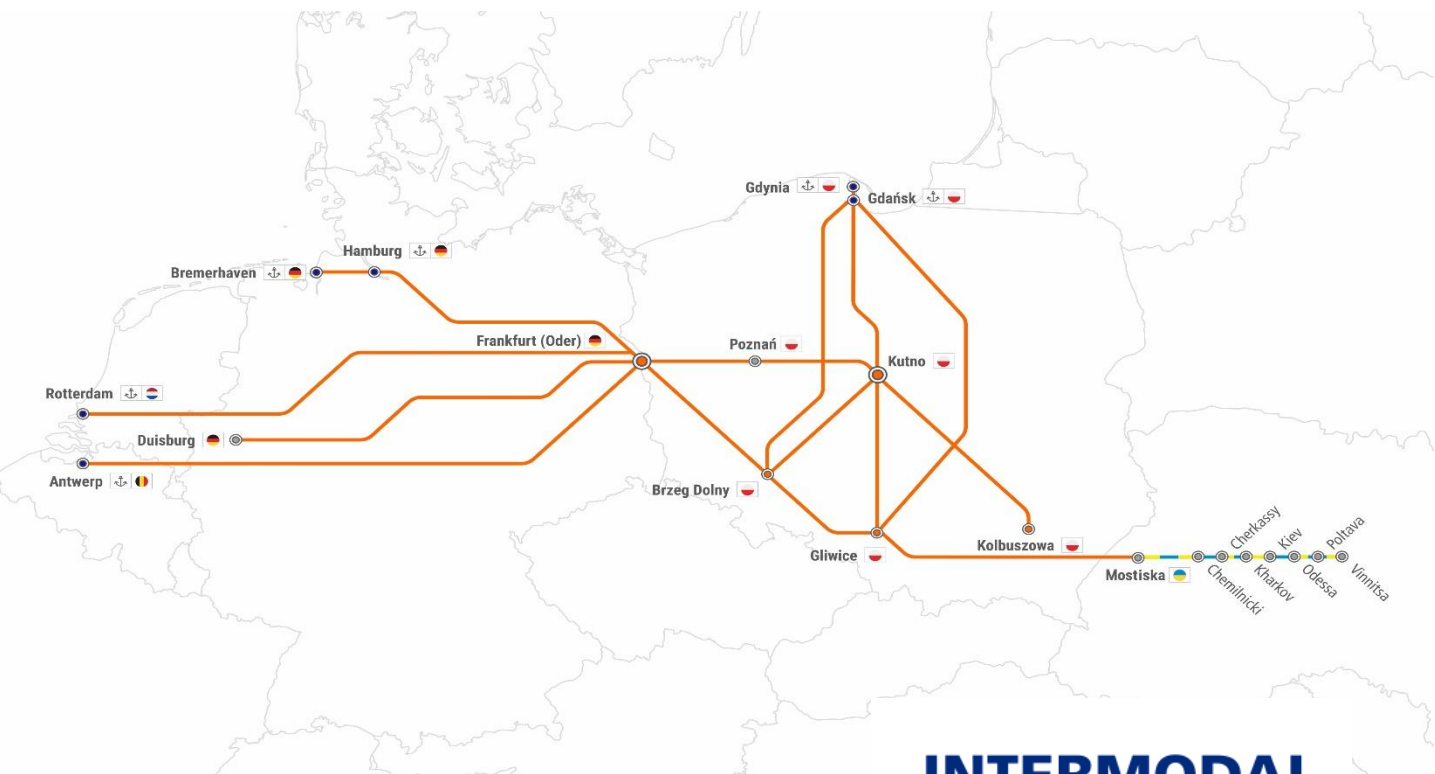 Gdynia
Gdańsk
Hamburg
Bremerhaven
Frankfurt (Oder)
Poznań
Kutno
Rotterdam
Duisburg
Antwerp
Brzeg Dolny
Gliwice
Kolbuszowa
Mostiska
Chemilnicki
Cherkassy
Kharkov
Kiev
Odessa
Poltava
Vinnitsa
INTERMODAL